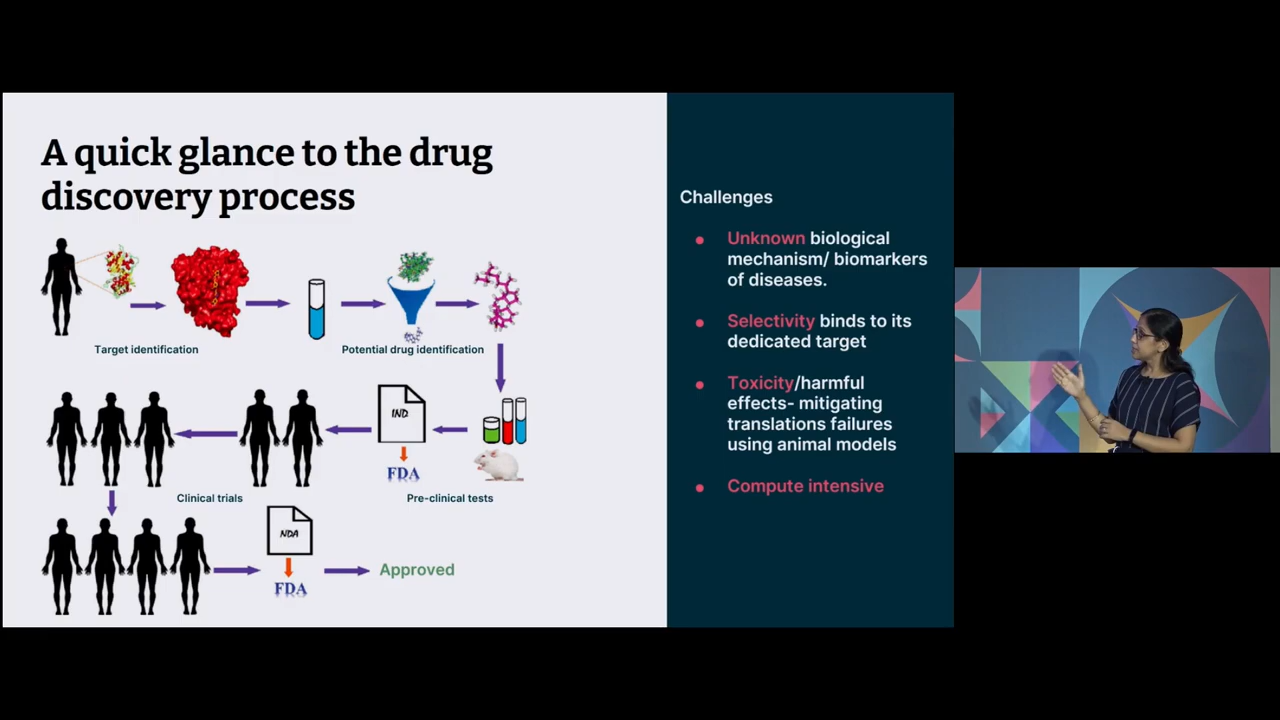 A quick glance to the drug
discovery process
Target identification
Potential drug identification
IND
FDA
Clinical trials
Pre-clinical tests
NDA
FDA
Approved
Challenges
Unknown biological
mechanism/ biomarkers
of diseases.
Selectivity binds to its
dedicated target
Toxicity/harmful
effects- mitigating
translations failures
using animal models
Compute intensive